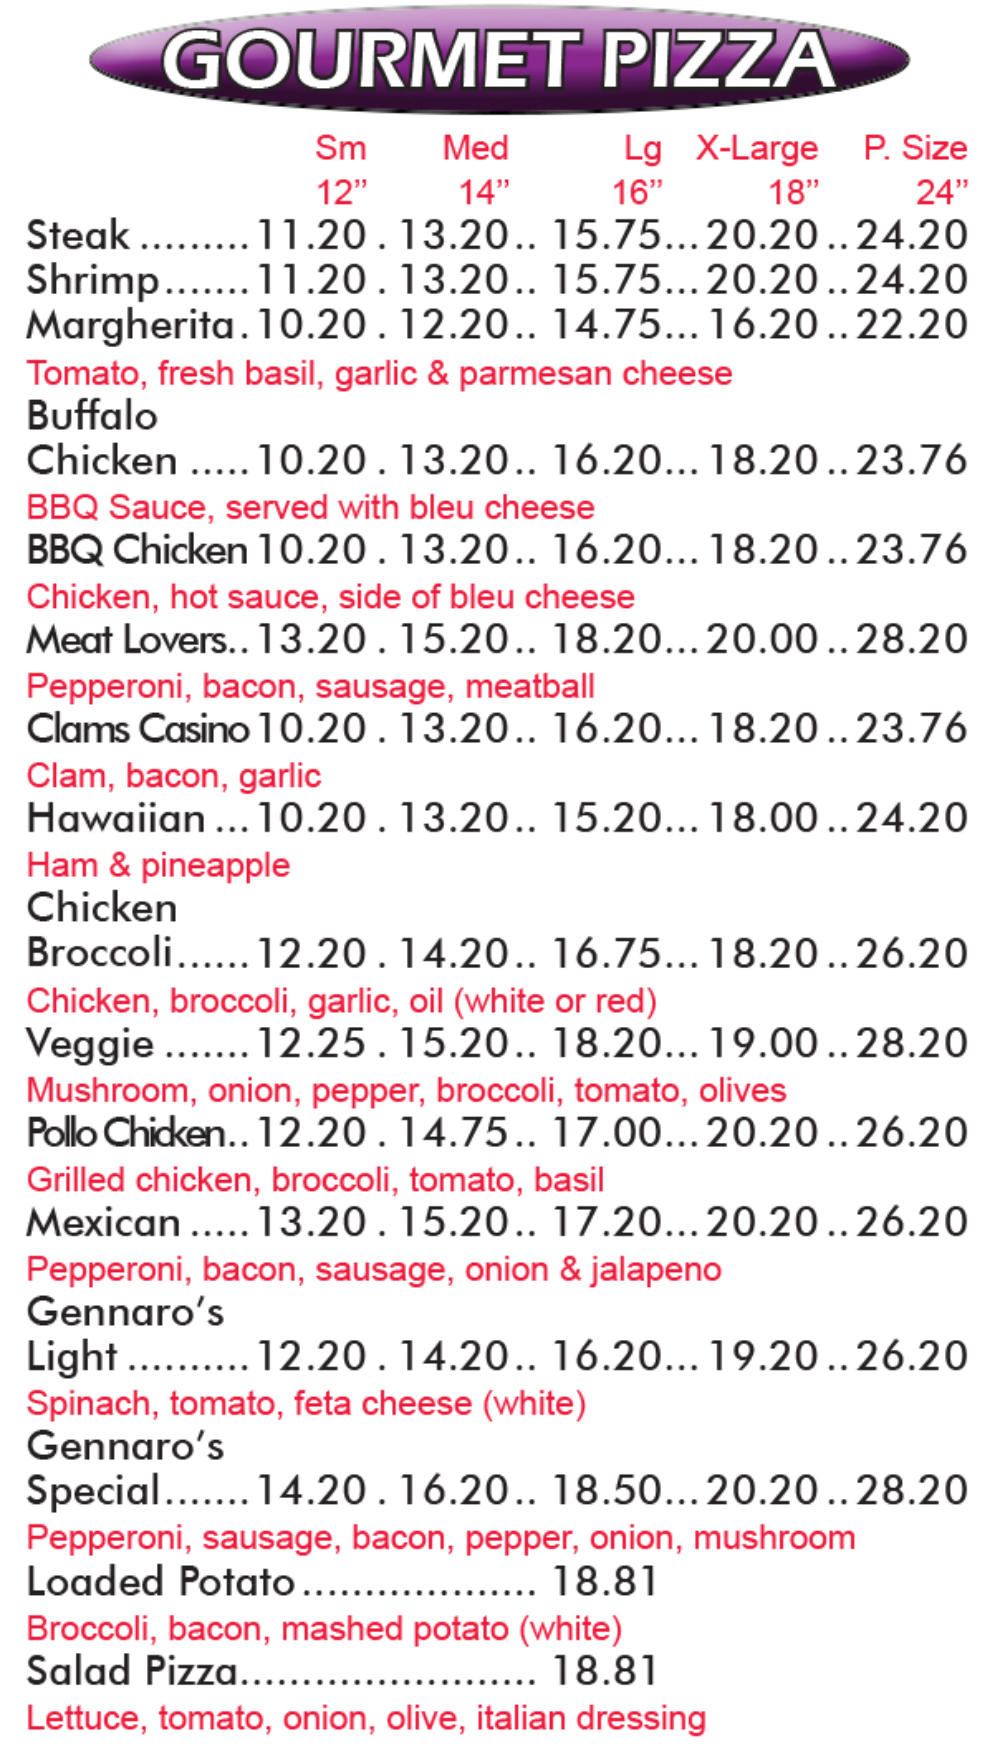 GOURMET PIZZA
Sm Med Lg X-Large P. Size
12” 14” 16” 18” 24”
Steak ......... 11.20 . 13.20.. 15.75... 20.20 .. 24.20
Shrimp....... 11.20 . 13.20.. 15.75... 20.20 .. 24.20
Margherita. 10.20 . 12.20.. 14.75... 16.20 .. 22.20
Tomato, fresh basil, garlic & parmesan cheese
Buffalo
Chicken ..... 10.20 . 13.20.. 16.20... 18.20 .. 23.76
BBQ Sauce, served with bleu cheese
BBQ Chicken 10.20 . 13.20.. 16.20... 18.20 .. 23.76
Chicken, hot sauce, side of bleu cheese
Meat Lovers.. 13.20 . 15.20.. 18.20... 20.00 .. 28.20
Pepperoni, bacon, sausage, meatball
Clams Casino 10.20 . 13.20.. 16.20... 18.20 .. 23.76
Clam, bacon, garlic
Hawaiian ... 10.20 . 13.20.. 15.20... 18.00 .. 24.20
Ham & pineapple
Chicken
Broccoli...... 12.20 . 14.20.. 16.75... 18.20 .. 26.20
Chicken, broccoli, garlic, oil (white or red)
Veggie ....... 12.25 . 15.20.. 18.20... 19.00 .. 28.20
Mushroom, onion, pepper, broccoli, tomato, olives
Pollo Chicken.. 12.20 . 14.75.. 17.00... 20.20 .. 26.20
Grilled chicken, broccoli, tomato, basil
Mexican ..... 13.20 . 15.20.. 17.20... 20.20 .. 26.20
Pepperoni, bacon, sausage, onion & jalapeno
Gennaro’s
Light .......... 12.20 . 14.20.. 16.20... 19.20 .. 26.20
Spinach, tomato, feta cheese (white)
Gennaro’s
Special....... 14.20 . 16.20.. 18.50... 20.20 .. 28.20
Pepperoni, sausage, bacon, pepper, onion, mushroom
Loaded Potato................... 18.81
Broccoli, bacon, mashed potato (white)
Salad Pizza........................ 18.81
Lettuce, tomato, onion, olive, italian dressing